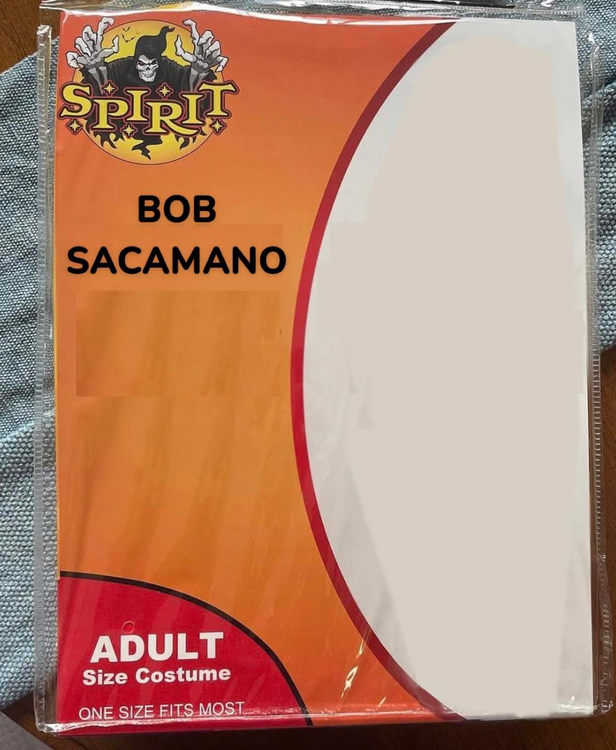 SPIRIT
BOB
SACAMANO
ADULT
Size Costume
ONE SIZE FITS MOST